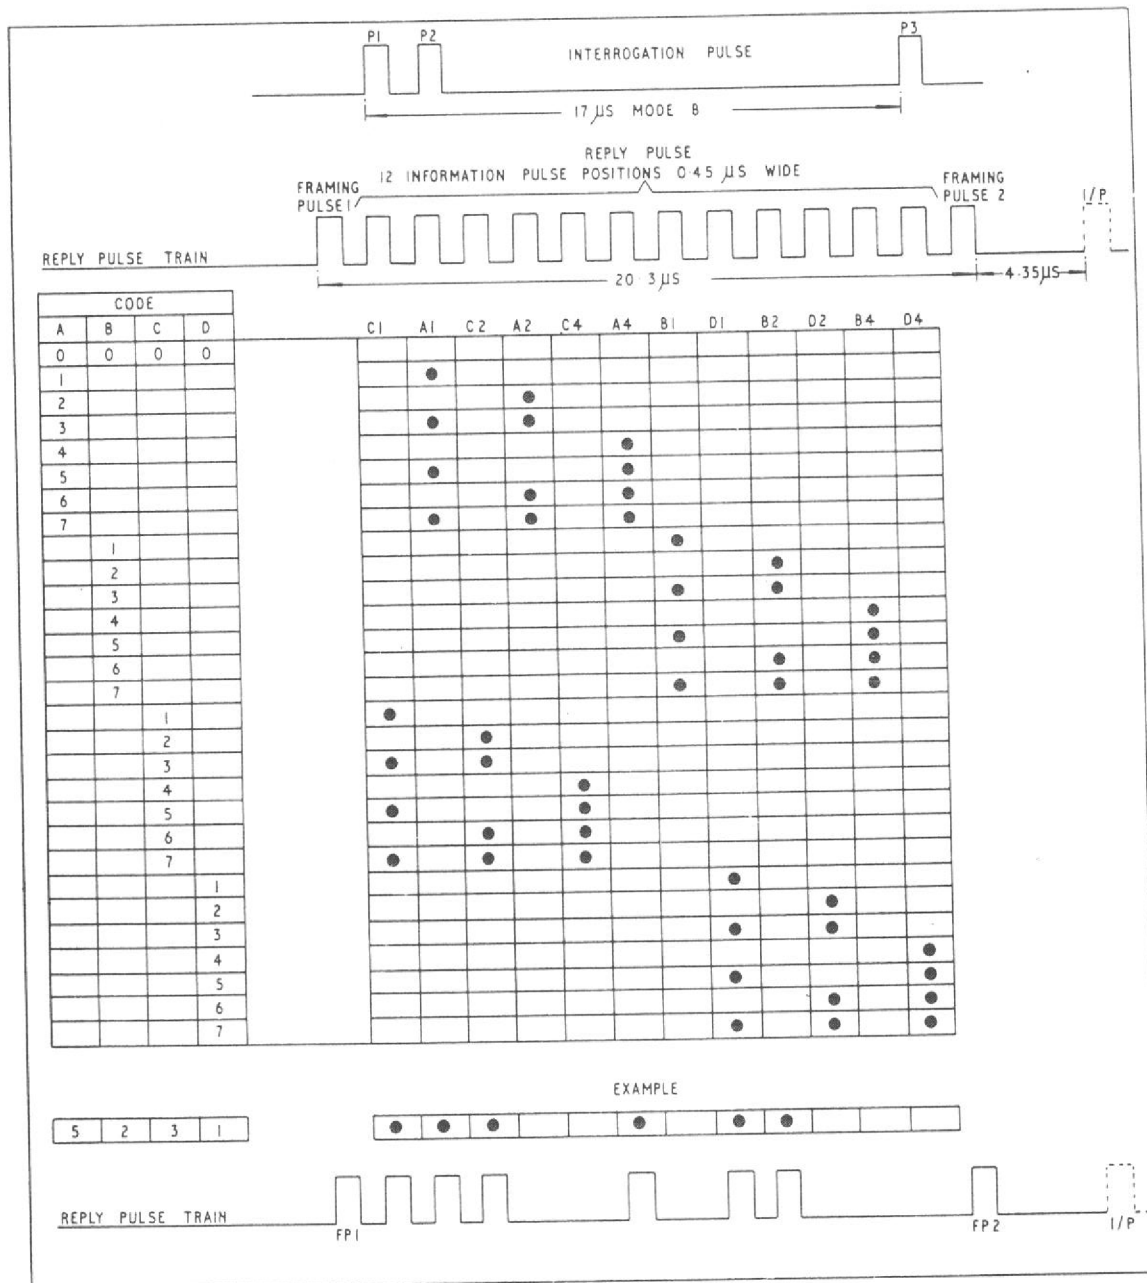 P1 P2 P3
INTERROGATION PULSE
17 µS MODE B
REPLY PULSE
12 INFORMATION PULSE POSITIONS 0·45 µS WIDE
FRAMING PULSE 1
FRAMING PULSE 2
I/P
REPLY PULSE TRAIN
20·3 µS
4·35 µS
CODE
A B C D C1 A1 C2 A2 C4 A4 B1 D1 B2 D2 B4 D4
0 0 0 0
1
2
3
4
5
6
7
1
2
3
4
5
6
7
1
2
3
4
5
6
7
1
2
3
4
5
6
7
EXAMPLE
5 2 3 1
REPLY PULSE TRAIN
FP1
FP2
I/P